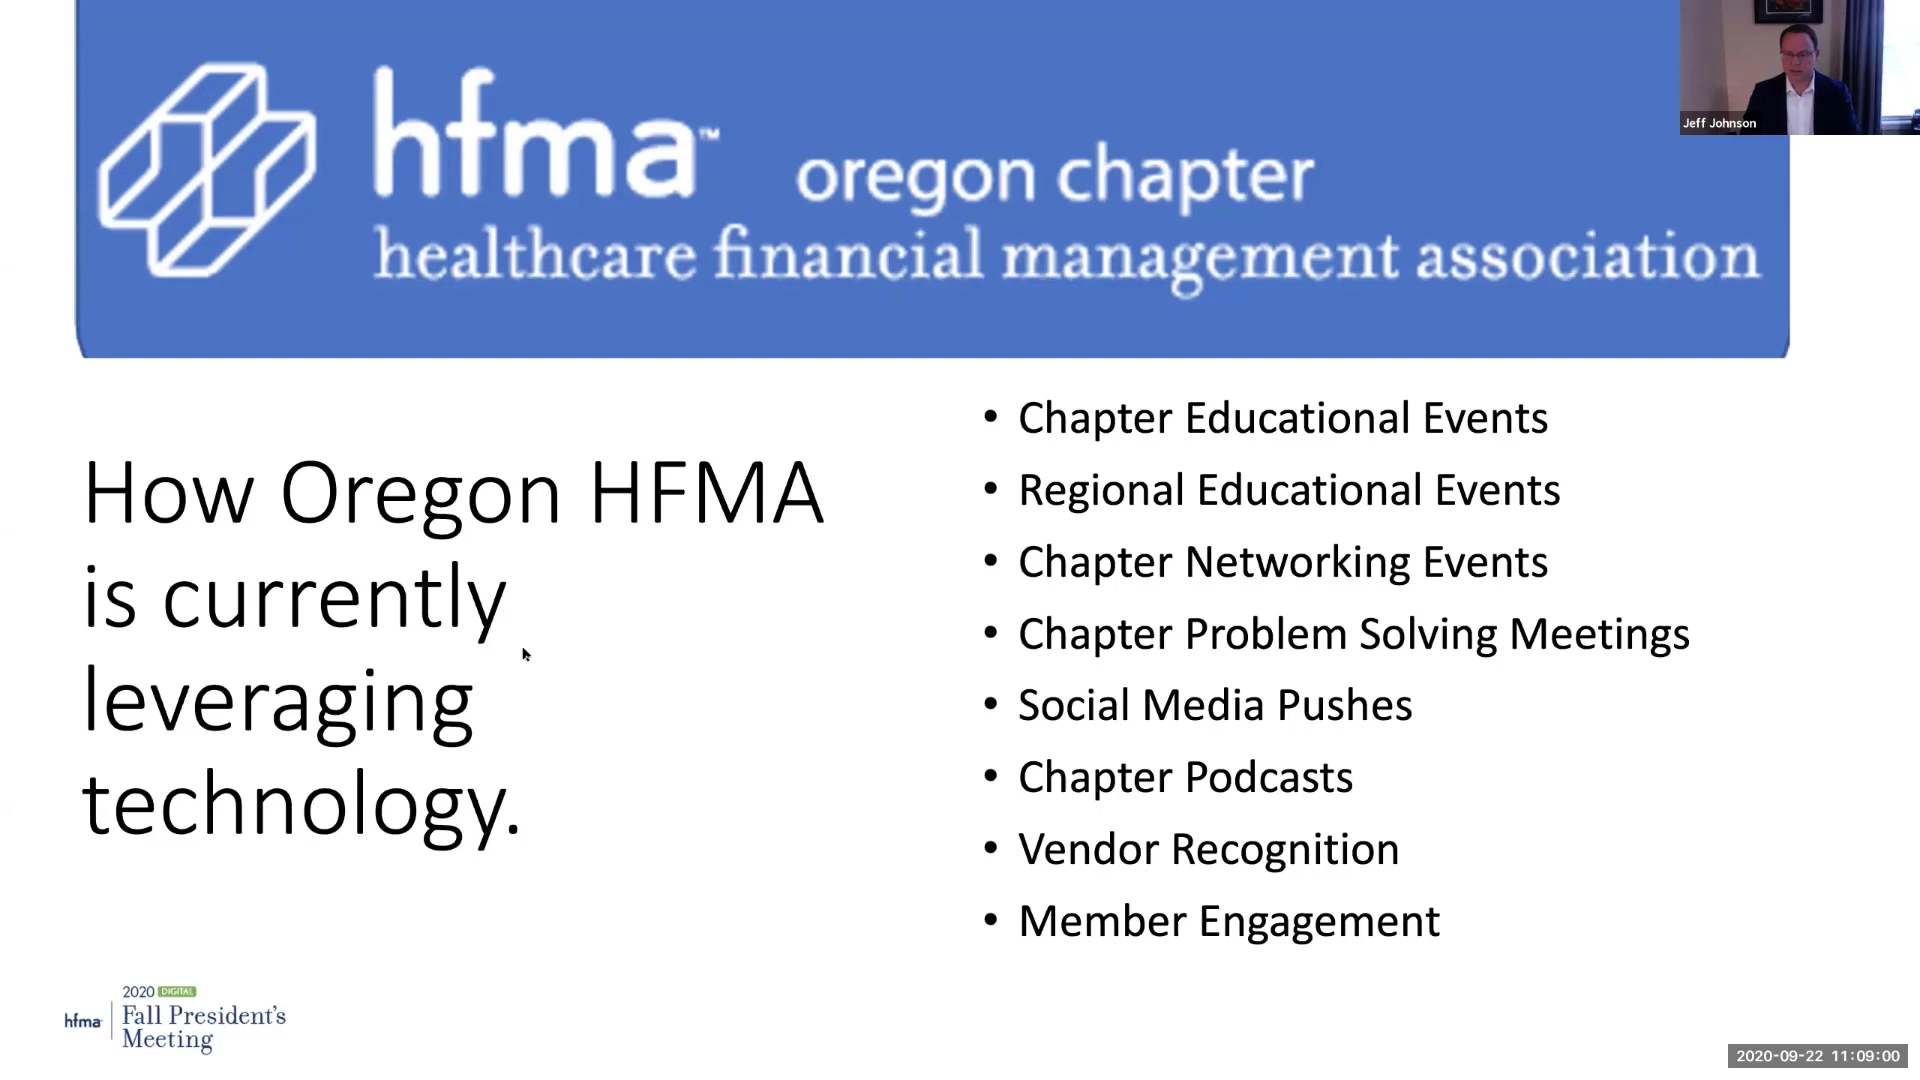 hfma™ oregon chapter
healthcare financial management association
Jeff Johnson
How Oregon HFMA
is currently
leveraging
technology.
• Chapter Educational Events
• Regional Educational Events
• Chapter Networking Events
• Chapter Problem Solving Meetings
• Social Media Pushes
• Chapter Podcasts
• Vendor Recognition
• Member Engagement
hfma
2020 DIGITAL
Fall President's
Meeting
2020-09-22 11:09:00